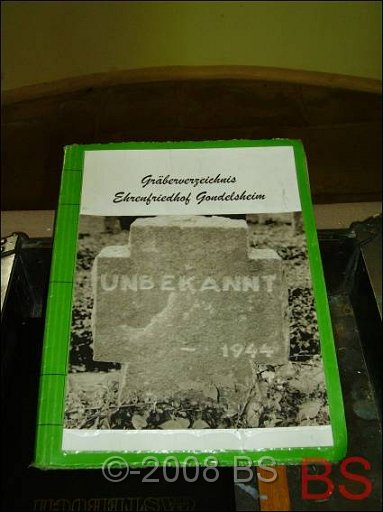 Gräberverzeichnis
Ehrenfriedhof Gondelsheim
UNBEKANNT
– 1944
©-2008 BS
BS